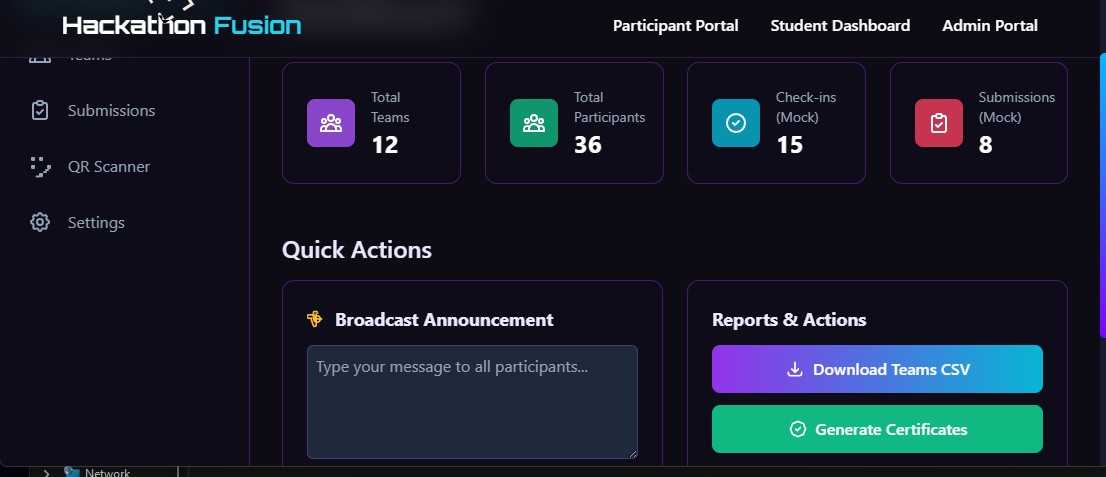 Hackathon Fusion
Participant Portal
Student Dashboard
Admin Portal
Teams
Submissions
QR Scanner
Settings
Total
Teams
12
Total
Participants
36
Check-ins
(Mock)
15
Submissions
(Mock)
8
Quick Actions
Broadcast Announcement
Type your message to all participants...
Reports & Actions
Download Teams CSV
Generate Certificates
Network